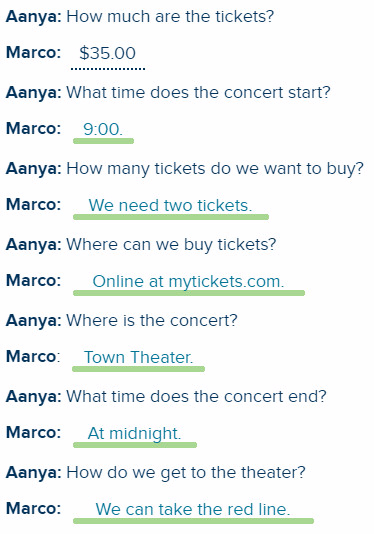 Aanya: How much are the tickets?
Marco: $35.00
Aanya: What time does the concert start?
Marco: 9:00.
Aanya: How many tickets do we want to buy?
Marco: We need two tickets.
Aanya: Where can we buy tickets?
Marco: Online at mytickets.com.
Aanya: Where is the concert?
Marco: Town Theater.
Aanya: What time does the concert end?
Marco: At midnight.
Aanya: How do we get to the theater?
Marco: We can take the red line.